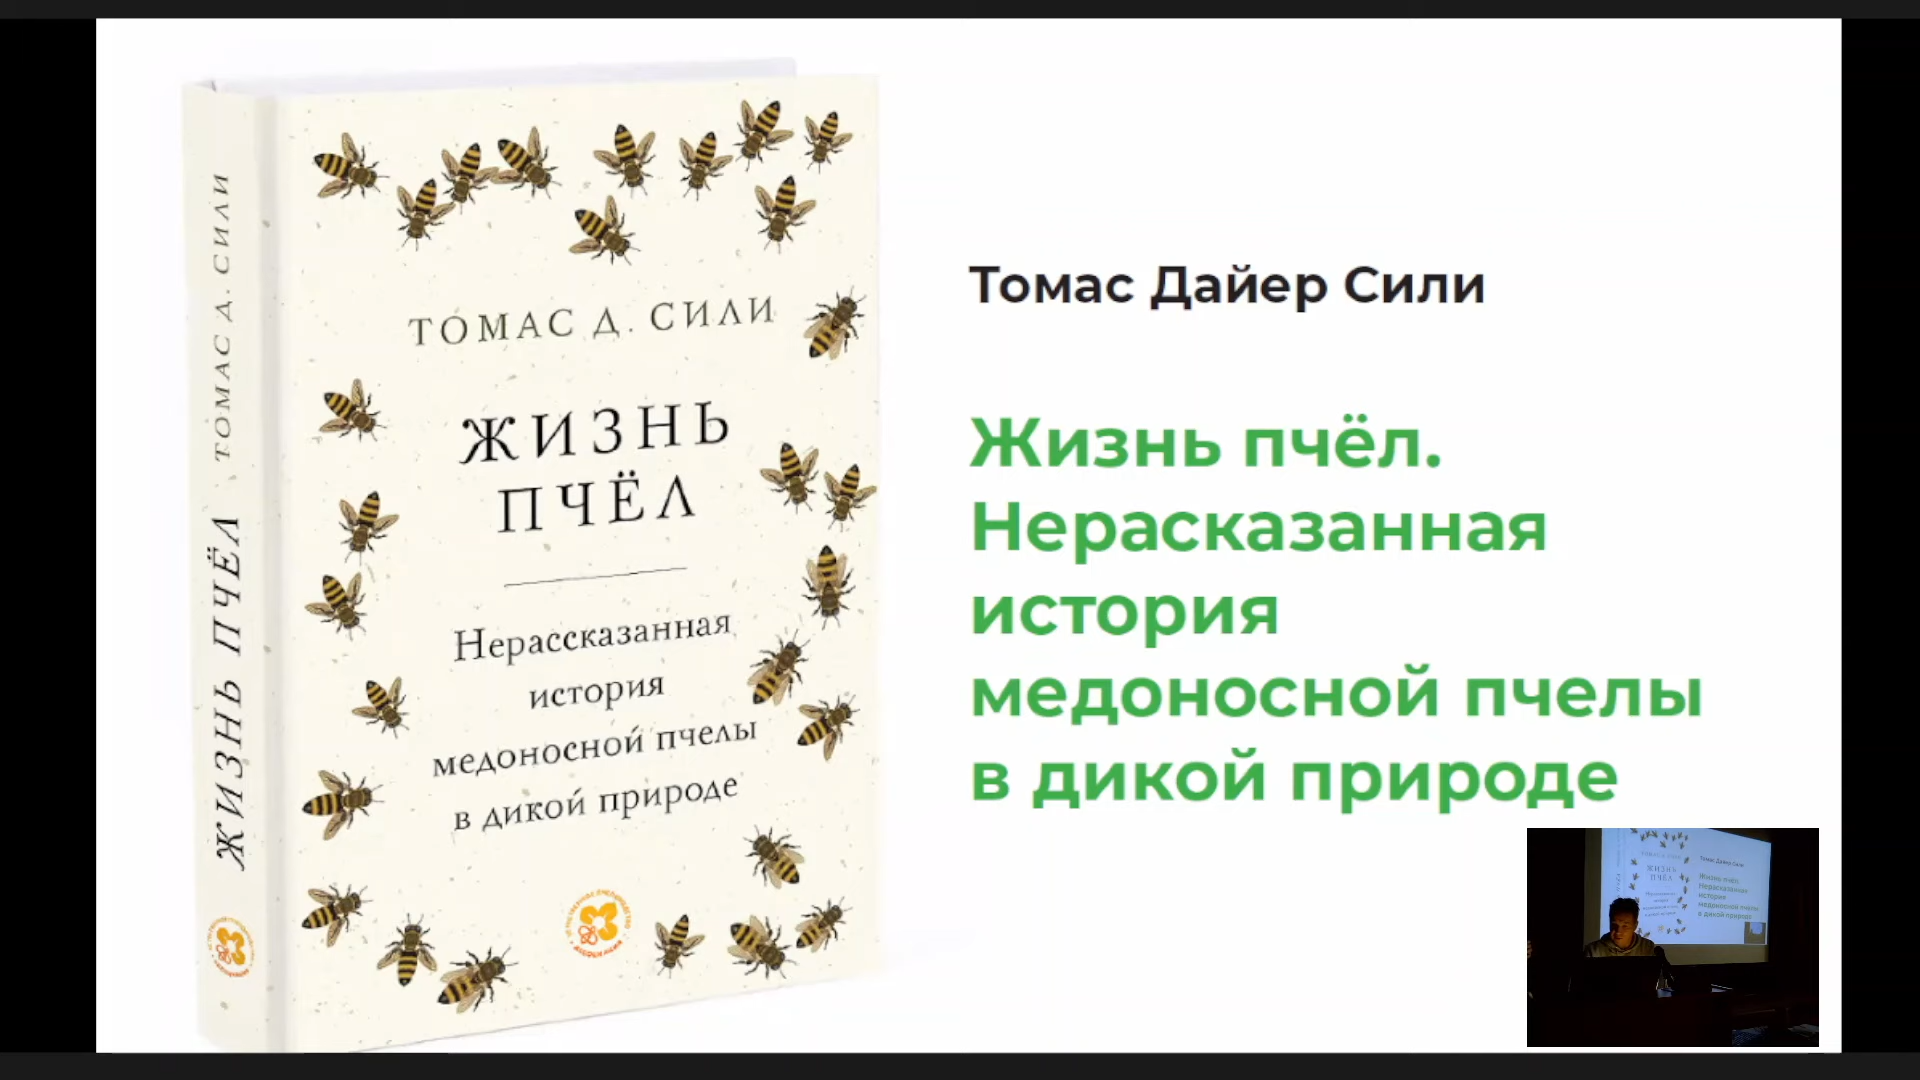 ТОМАС Д. СИЛИ
ЖИЗНЬ
ПЧЁЛ
Нерассказанная
история
медоносной пчелы
в дикой природе
ЖИЗНЬ ПЧЁЛ ТОМАС Д. СИЛИ
Томас Дайер Сили
Жизнь пчёл.
Нерасказанная
история
медоносной пчелы
в дикой природе